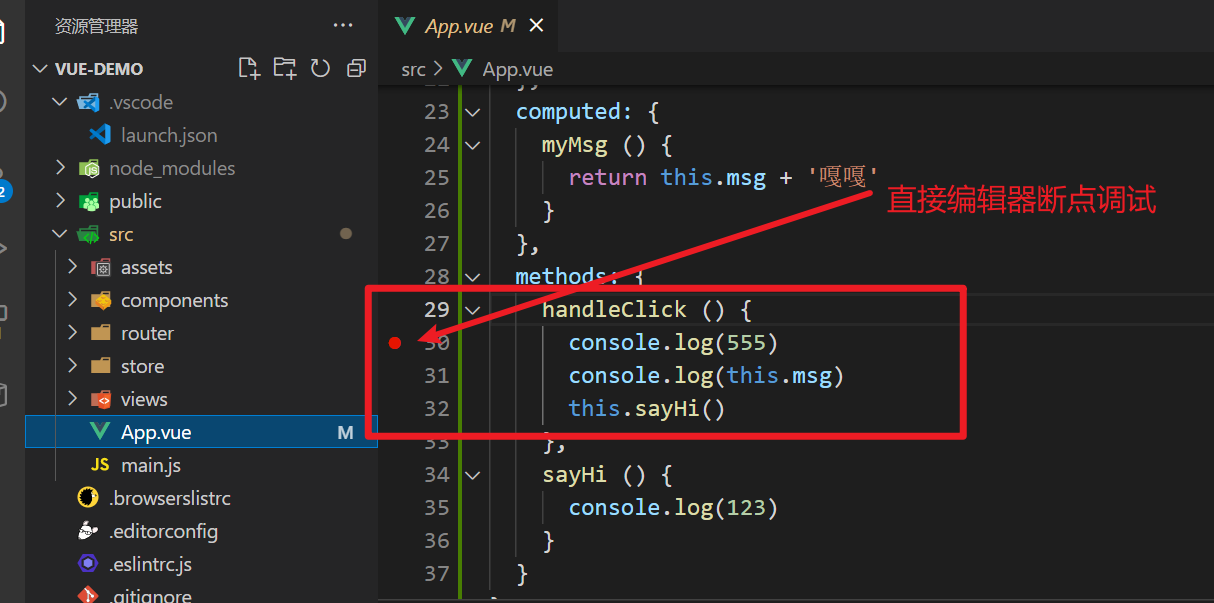 资源管理器 ···
VUE-DEMO
.vscode
launch.json
node_modules
public
src
assets
components
router
store
views
App.vue M
JS main.js
.browserslistrc
.editorconfig
.eslintrc.js
.gitignore
2
App.vue M
src > App.vue
23 computed: {
24 myMsg () {
25 return this.msg + '嘎嘎'
26 }
27 },
28 methods: {
29 handleClick () {
30 console.log(555)
31 console.log(this.msg)
32 this.sayHi()
33 },
34 sayHi () {
35 console.log(123)
36 }
37 }
直接编辑器断点调试